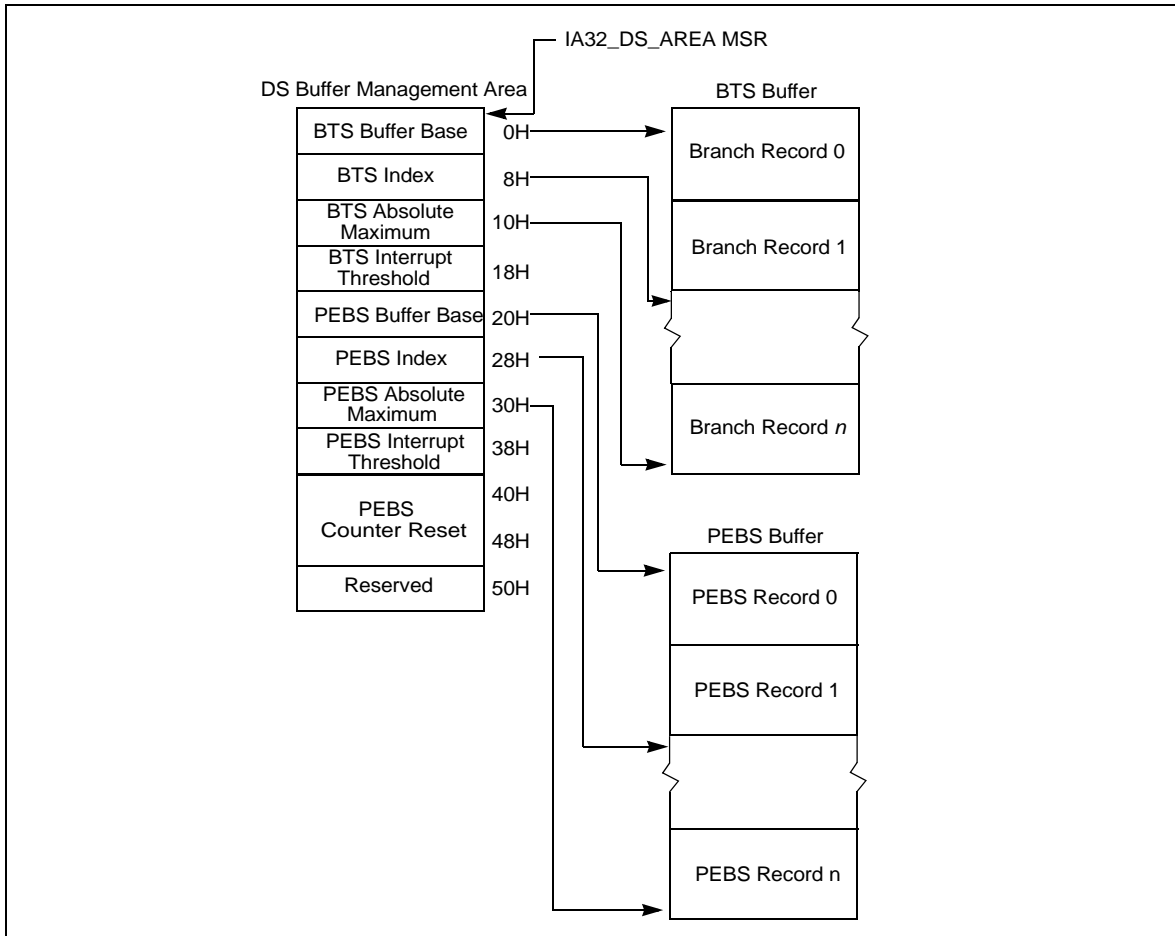 IA32_DS_AREA MSR
DS Buffer Management Area
BTS Buffer Base 0H
BTS Index 8H
BTS Absolute
Maximum 10H
BTS Interrupt
Threshold 18H
PEBS Buffer Base 20H
PEBS Index 28H
PEBS Absolute
Maximum 30H
PEBS Interrupt
Threshold 38H
40H
PEBS
Counter Reset
48H
Reserved 50H
BTS Buffer
Branch Record 0
Branch Record 1
Branch Record n
PEBS Buffer
PEBS Record 0
PEBS Record 1
PEBS Record n